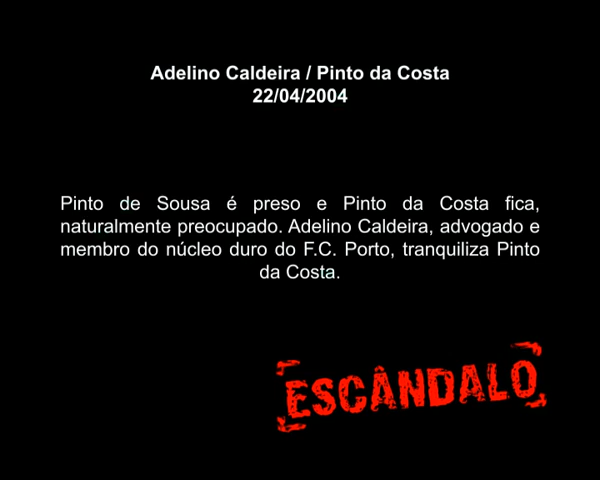 Adelino Caldeira / Pinto da Costa
22/04/2004
Pinto de Sousa é preso e Pinto da Costa fica,
naturalmente preocupado. Adelino Caldeira, advogado e
membro do núcleo duro do F.C. Porto, tranquiliza Pinto
da Costa.
ESCÂNDALO